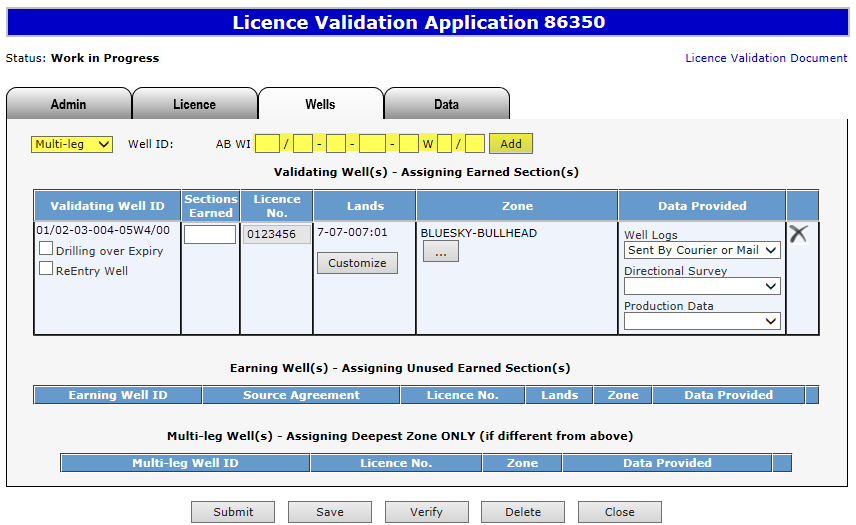 Licence Validation Application 86350
Status: Work in Progress
Licence Validation Document
Admin Licence Wells Data
Multi-leg Well ID: AB WI / - - - W / Add
Validating Well(s) - Assigning Earned Section(s)
Validating Well ID Sections Earned Licence No. Lands Zone Data Provided
01/02-03-004-05W4/00 0123456 7-07-007:01 BLUESKY-BULLHEAD Well Logs
Drilling over Expiry Customize ... Sent By Courier or Mail
ReEntry Well Directional Survey
Production Data
Earning Well(s) - Assigning Unused Earned Section(s)
Earning Well ID Source Agreement Licence No. Lands Zone Data Provided
Multi-leg Well(s) - Assigning Deepest Zone ONLY (if different from above)
Multi-leg Well ID Licence No. Zone Data Provided
Submit Save Verify Delete Close